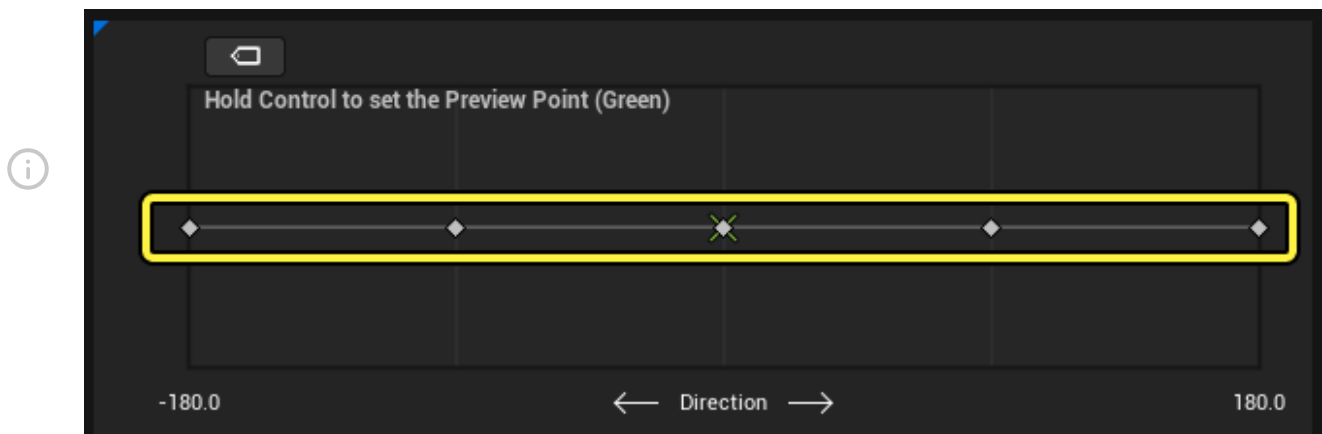 Hold Control to set the Preview Point (Green)
-180.0 Direction 180.0